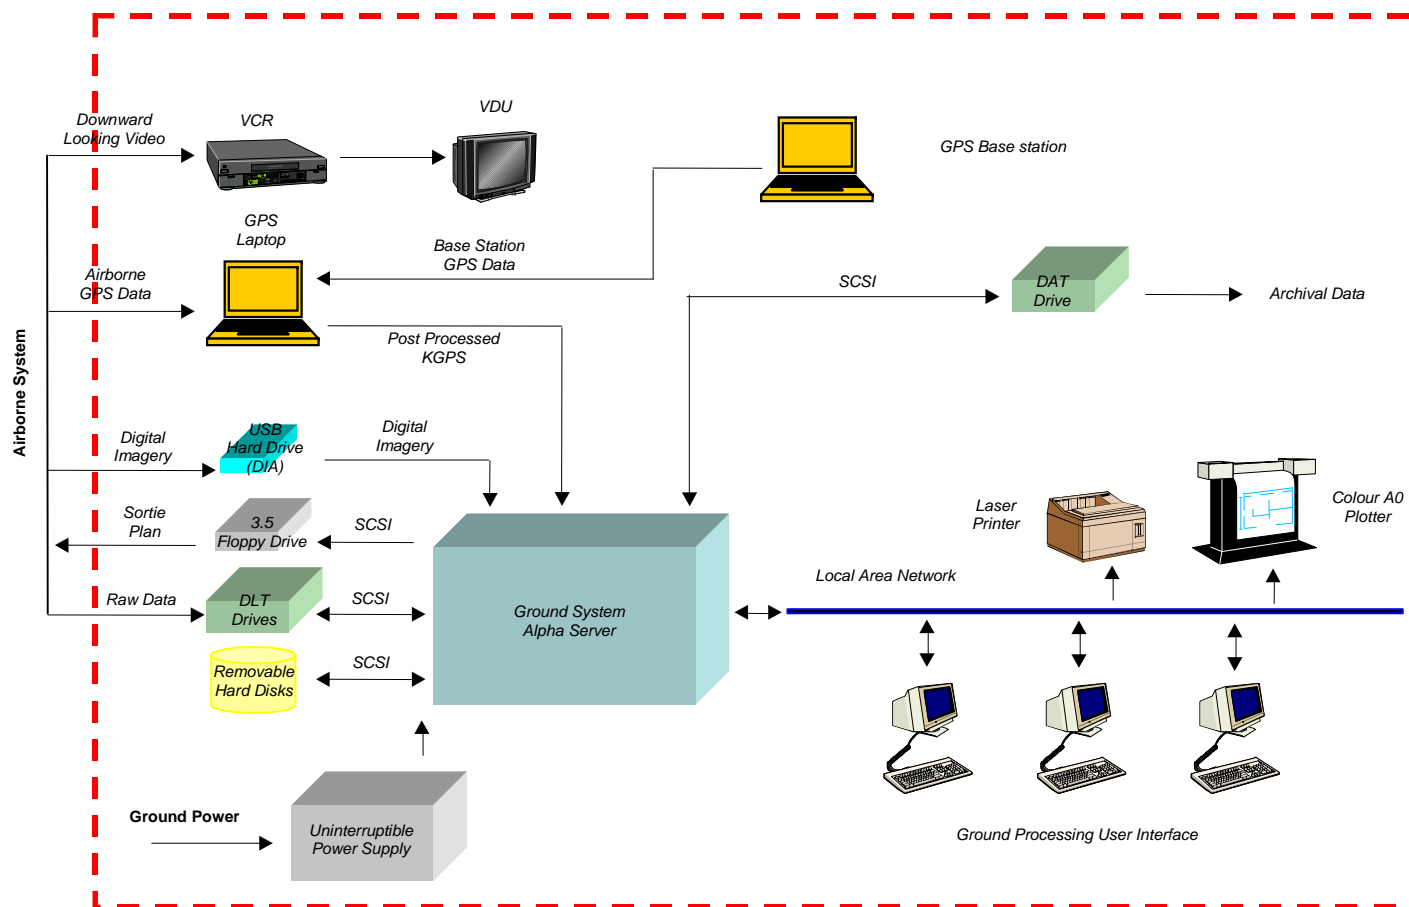 Downward
Looking Video
VCR
VDU
GPS Base station
GPS
Laptop
Base Station
GPS Data
Airborne
GPS Data
SCSI
DAT
Drive
Archival Data
Post Processed
KGPS
Airborne System
Digital
Imagery
USB
Hard Drive
(DIA)
Digital
Imagery
Sortie
Plan
3.5
Floppy Drive
SCSI
Laser
Printer
Colour A0
Plotter
Raw Data
DLT
Drives
SCSI
Ground System
Alpha Server
Local Area Network
Removable
Hard Disks
SCSI
Ground Power
Uninterruptible
Power Supply
Ground Processing User Interface